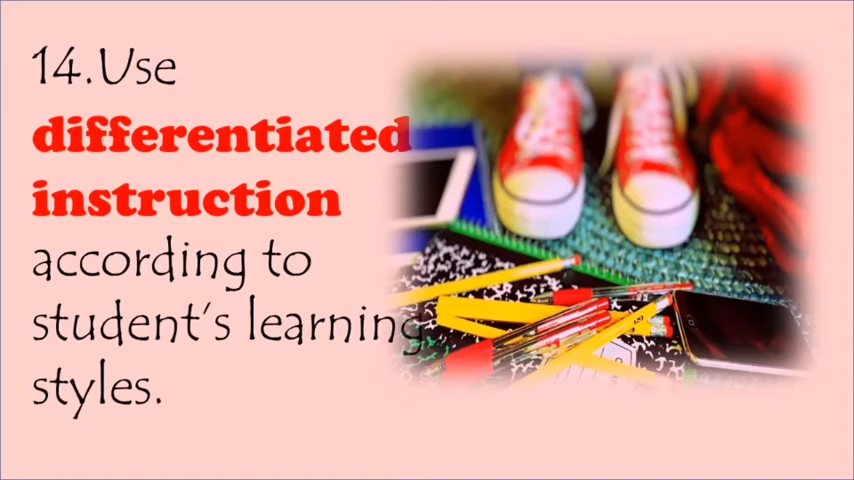 14.Use
differentiated
instruction
according to
student's learning
styles.